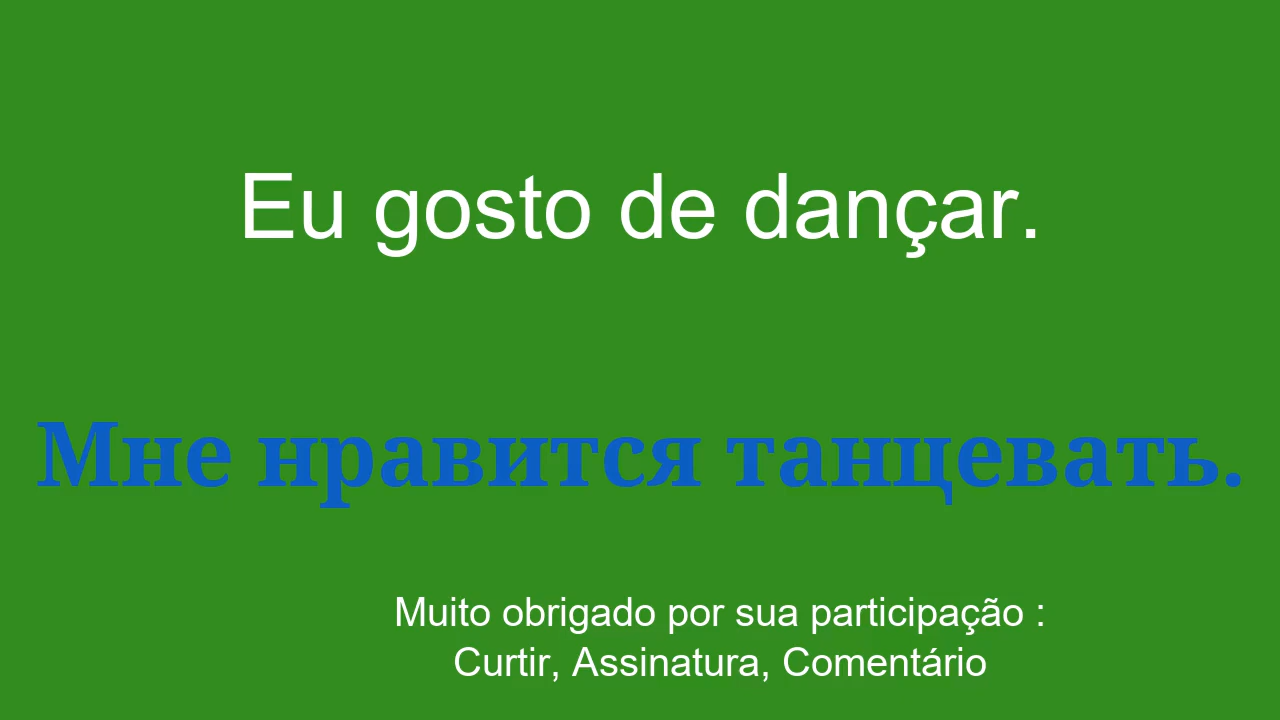 Eu gosto de dançar.
Мне нравится танцевать.
Muito obrigado por sua participação :
Curtir, Assinatura, Comentário